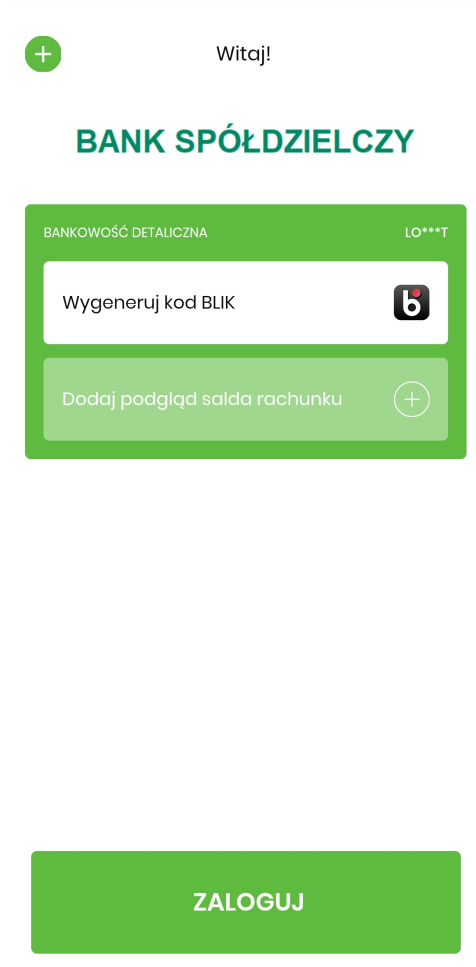 Witaj!
BANK SPÓŁDZIELCZY
BANKOWOŚĆ DETALICZNA LO***T
Wygeneruj kod BLIK
Dodaj podgląd salda rachunku
ZALOGUJ